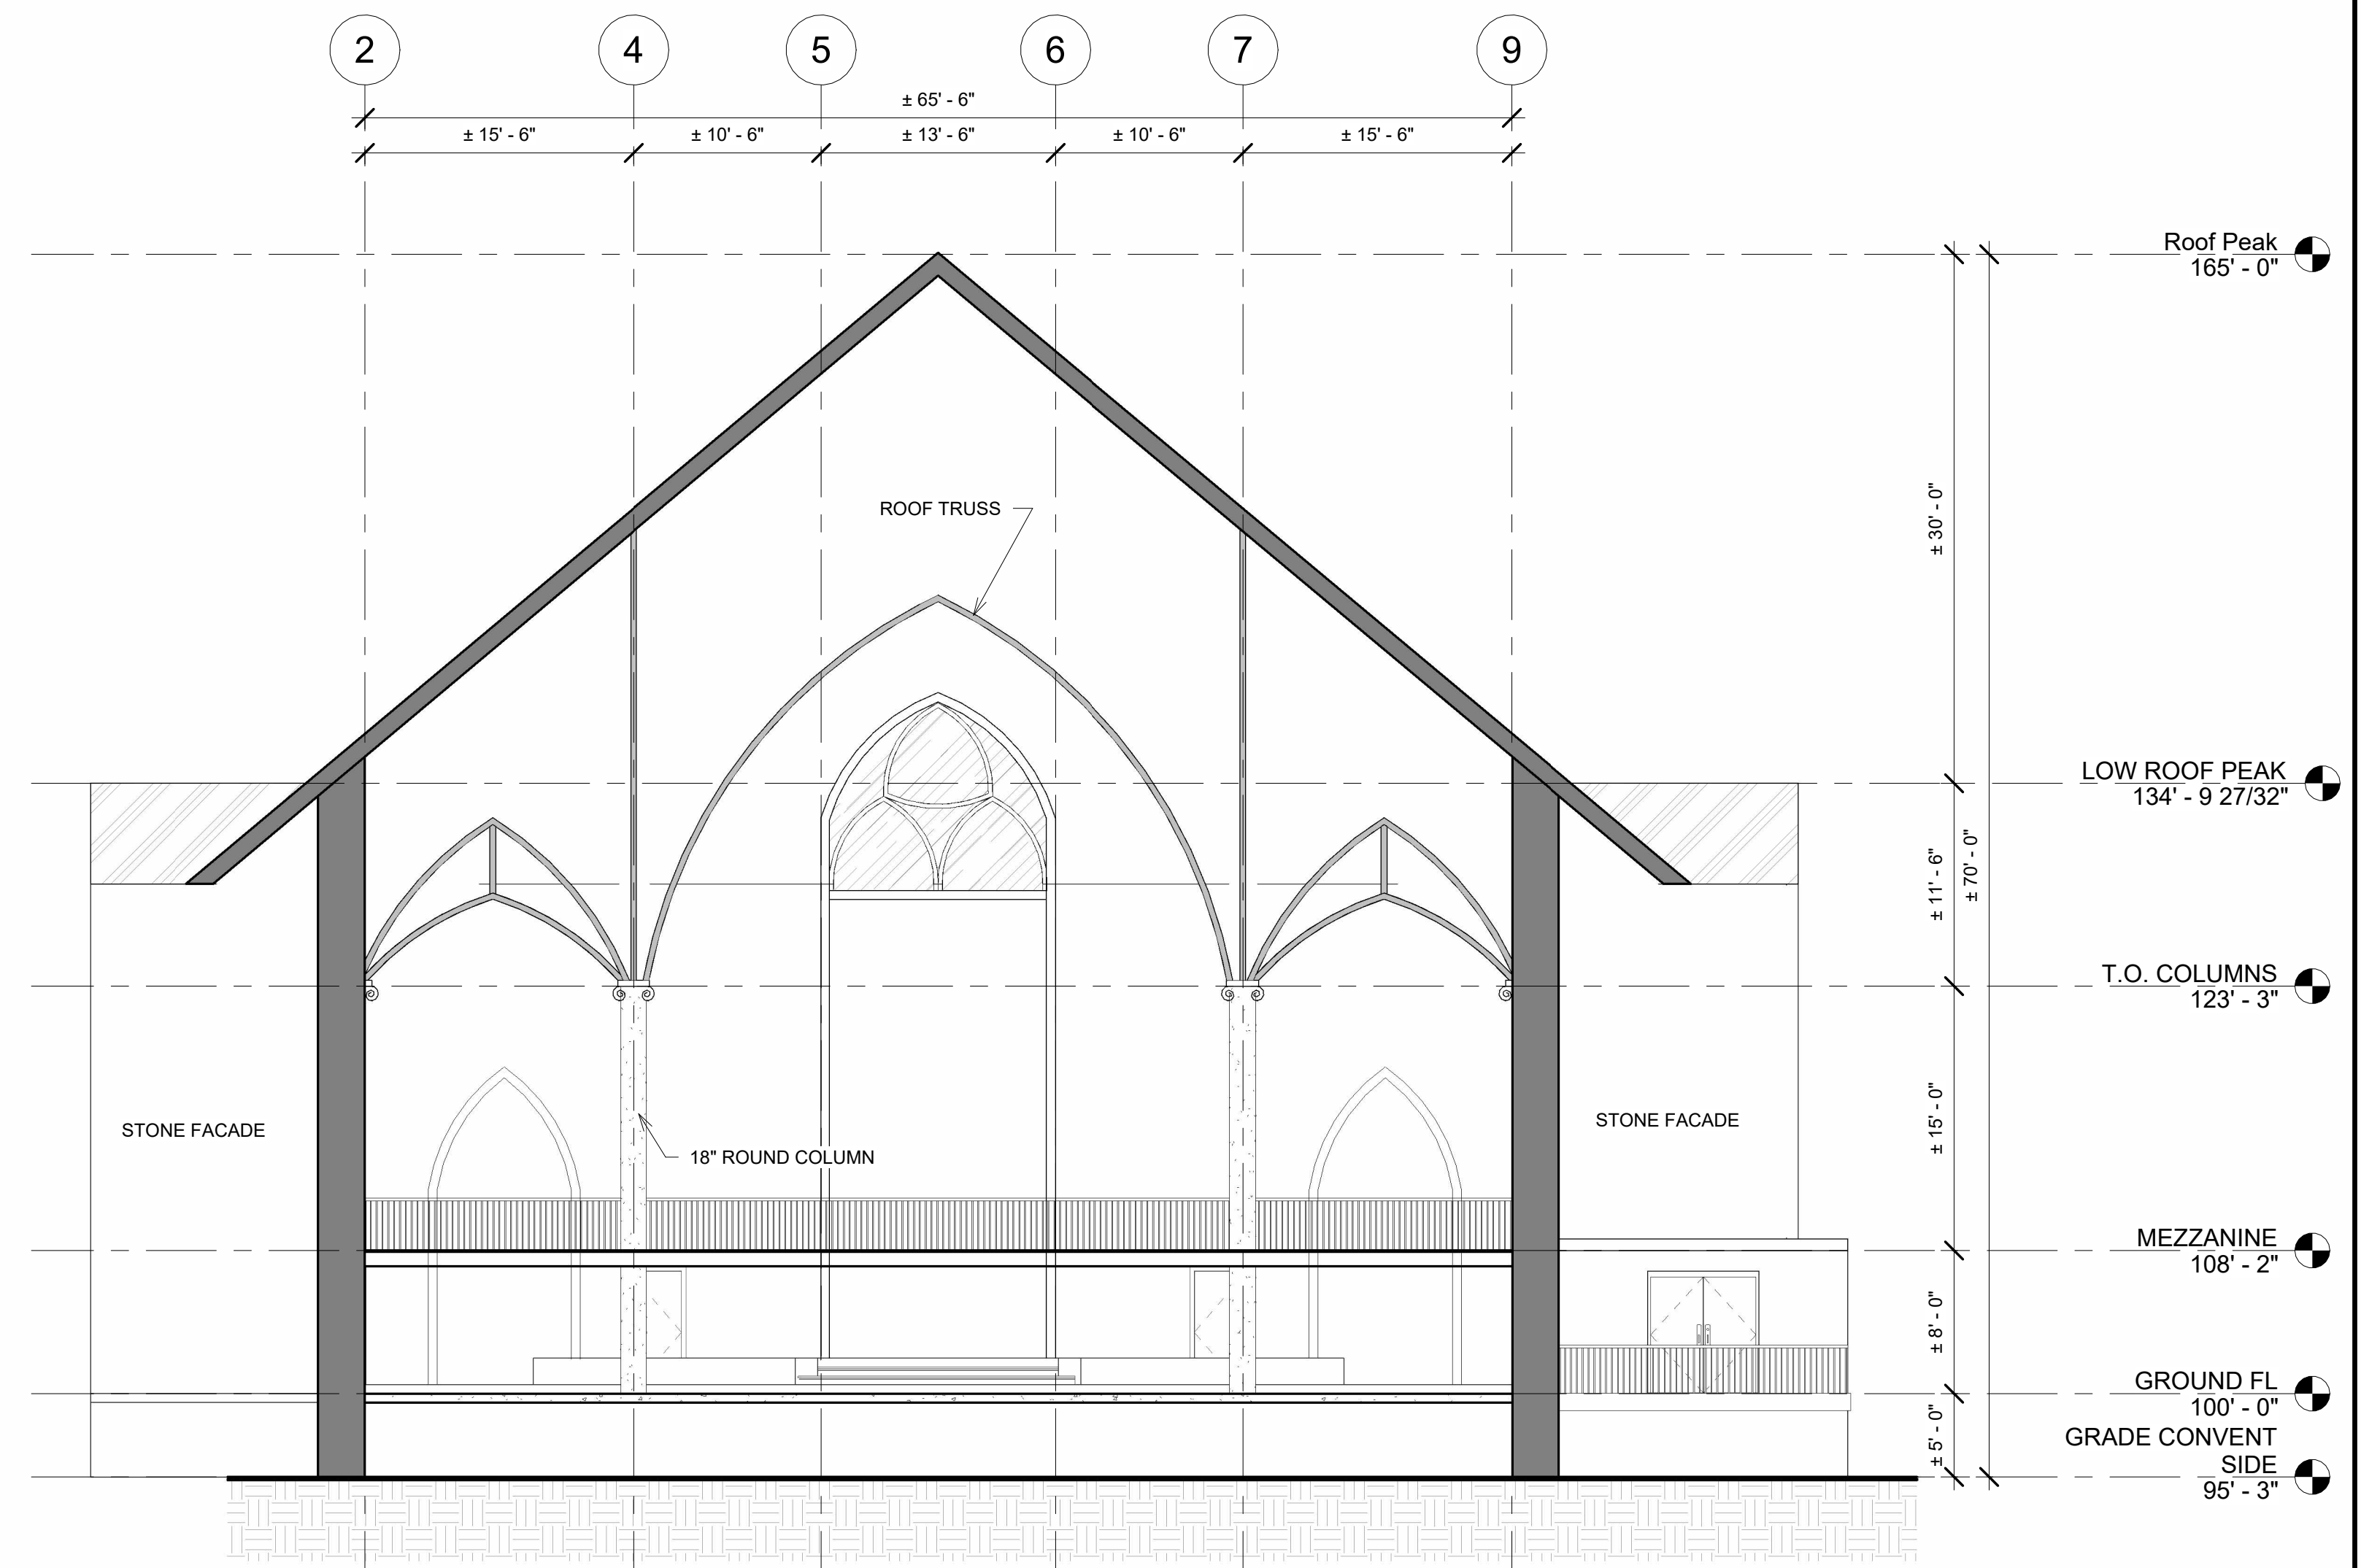 2
4
5
6
7
9
± 65' - 6"
± 15' - 6"
± 10' - 6"
± 13' - 6"
± 10' - 6"
± 15' - 6"
Roof Peak
165' - 0"
± 30' - 0"
ROOF TRUSS
LOW ROOF PEAK
134' - 9 27/32"
± 11' - 6"
± 70' - 0"
T.O. COLUMNS
123' - 3"
STONE FACADE
STONE FACADE
± 15' - 0"
18" ROUND COLUMN
MEZZANINE
108' - 2"
± 8' - 0"
GROUND FL
100' - 0"
± 5' - 0"
GRADE CONVENT
SIDE
95' - 3"